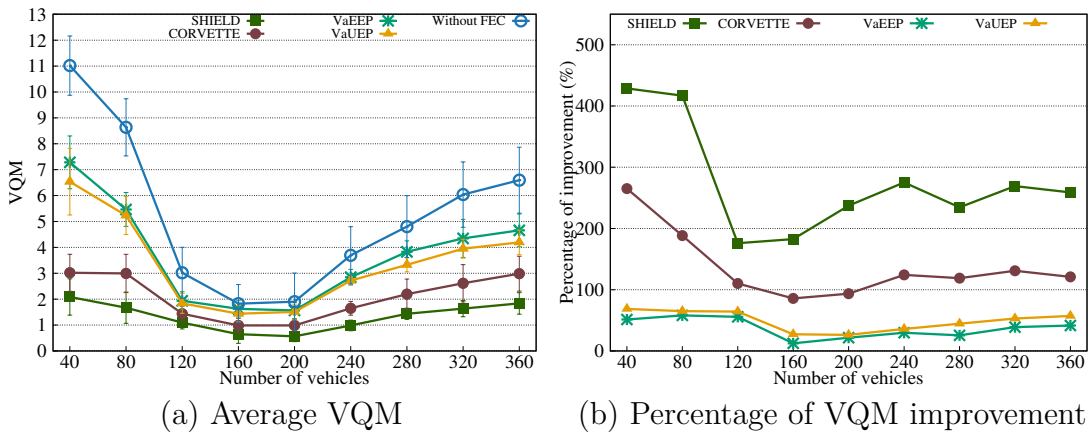 SHIELD VaEEP Without FEC
CORVETTE VaUEP
13
12
11
10
9
8
7
6
5
4
3
2
1
0
VQM
40 80 120 160 200 240 280 320 360
Number of vehicles
(a) Average VQM
SHIELD CORVETTE VaEEP VaUEP
500
400
300
200
100
0
Percentage of improvement (%)
40 80 120 160 200 240 280 320 360
Number of vehicles
(b) Percentage of VQM improvement